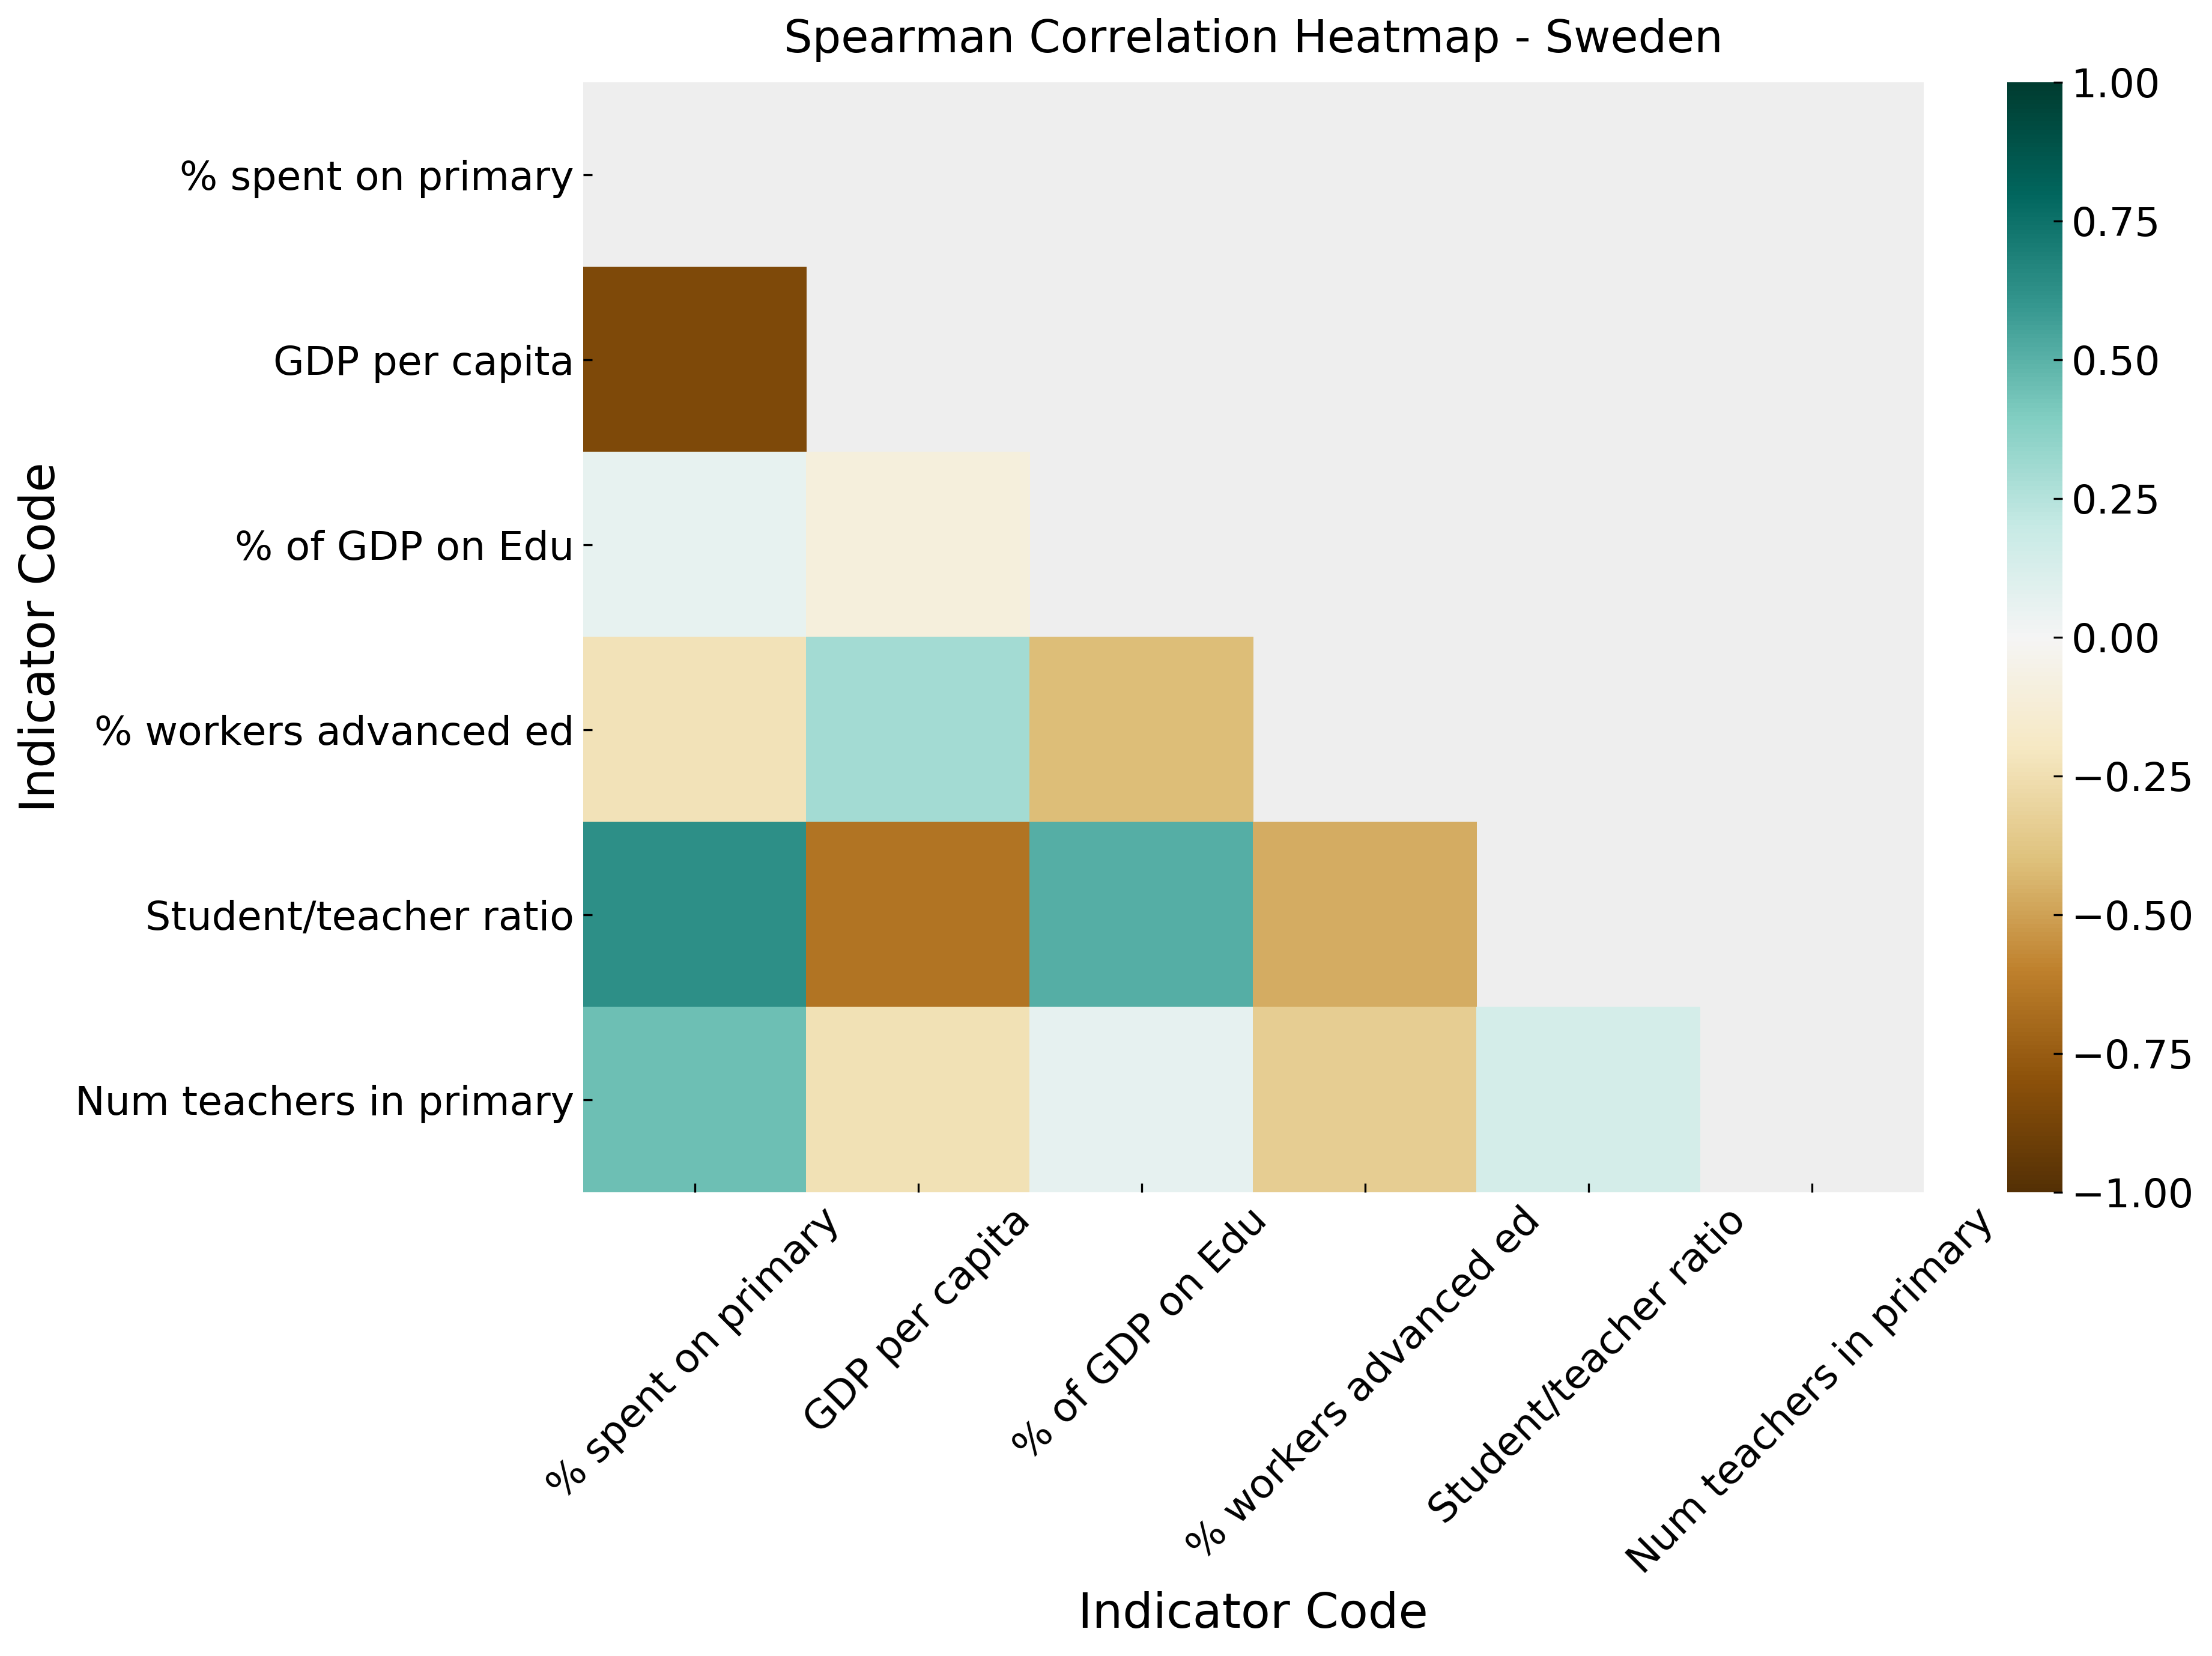 Spearman Correlation Heatmap - Sweden
Indicator Code
% spent on primary
GDP per capita
% of GDP on Edu
% workers advanced ed
Student/teacher ratio
Num teachers in primary
1.00
0.75
0.50
0.25
0.00
−0.25
−0.50
−0.75
−1.00
% spent on primary
GDP per capita
% of GDP on Edu
% workers advanced ed
Student/teacher ratio
Num teachers in primary
Indicator Code